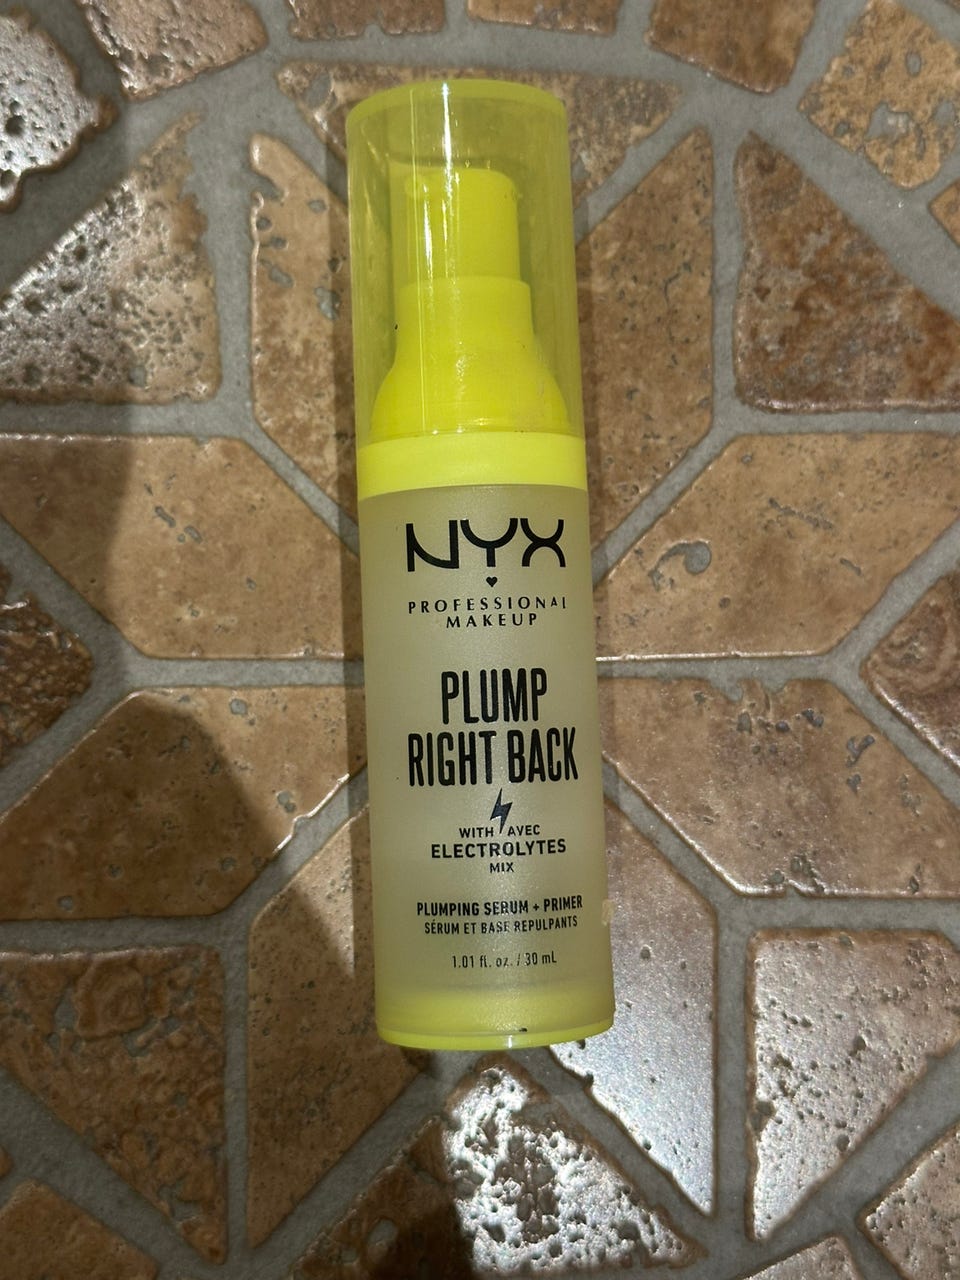 NYX
PROFESSIONAL
MAKEUP
PLUMP
RIGHT BACK
WITH AVEC
ELECTROLYTES
MIX
PLUMPING SERUM + PRIMER
SÉRUM ET BASE REPULPANTS
1.01 fl. oz. / 30 mL